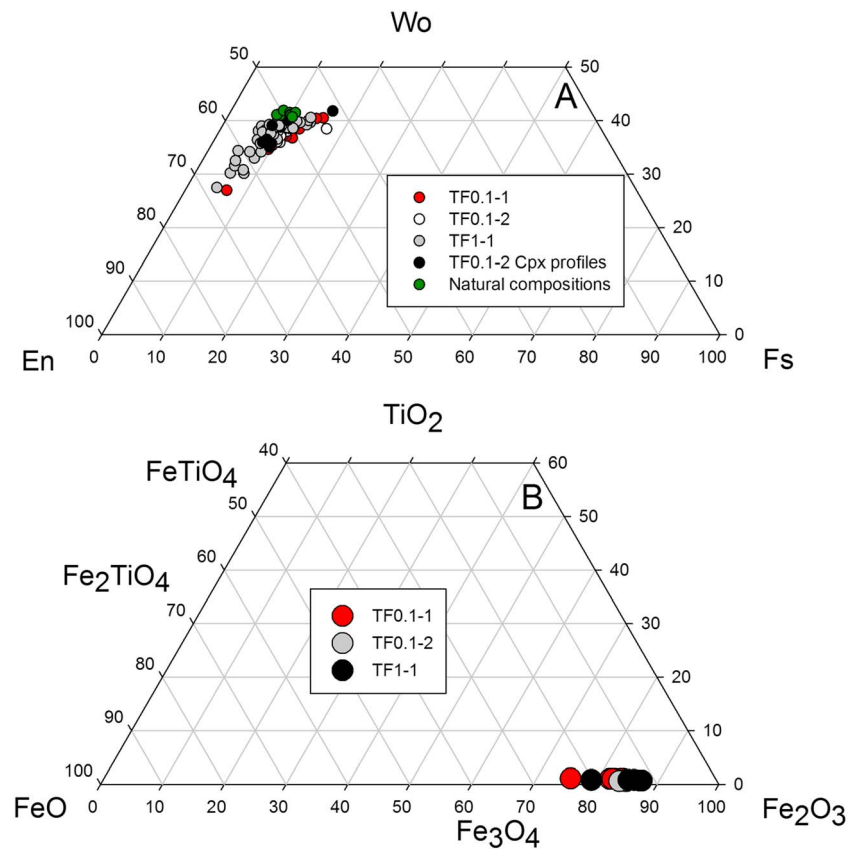 Wo
50 50
A
60 40
70 30
TF0.1-1
TF0.1-2
80 20
TF1-1
TF0.1-2 Cpx profiles
90 10
Natural compositions
100 0
En 0 10 20 30 40 50 60 70 80 90 100 Fs
TiO2
40 60
FeTiO4
B
50 50
60 40
Fe2TiO4
70 30
TF0.1-1
TF0.1-2
80 20
TF1-1
90 10
100 0
FeO 0 10 20 30 40 50 60 70 80 90 100 Fe2O3
Fe3O4